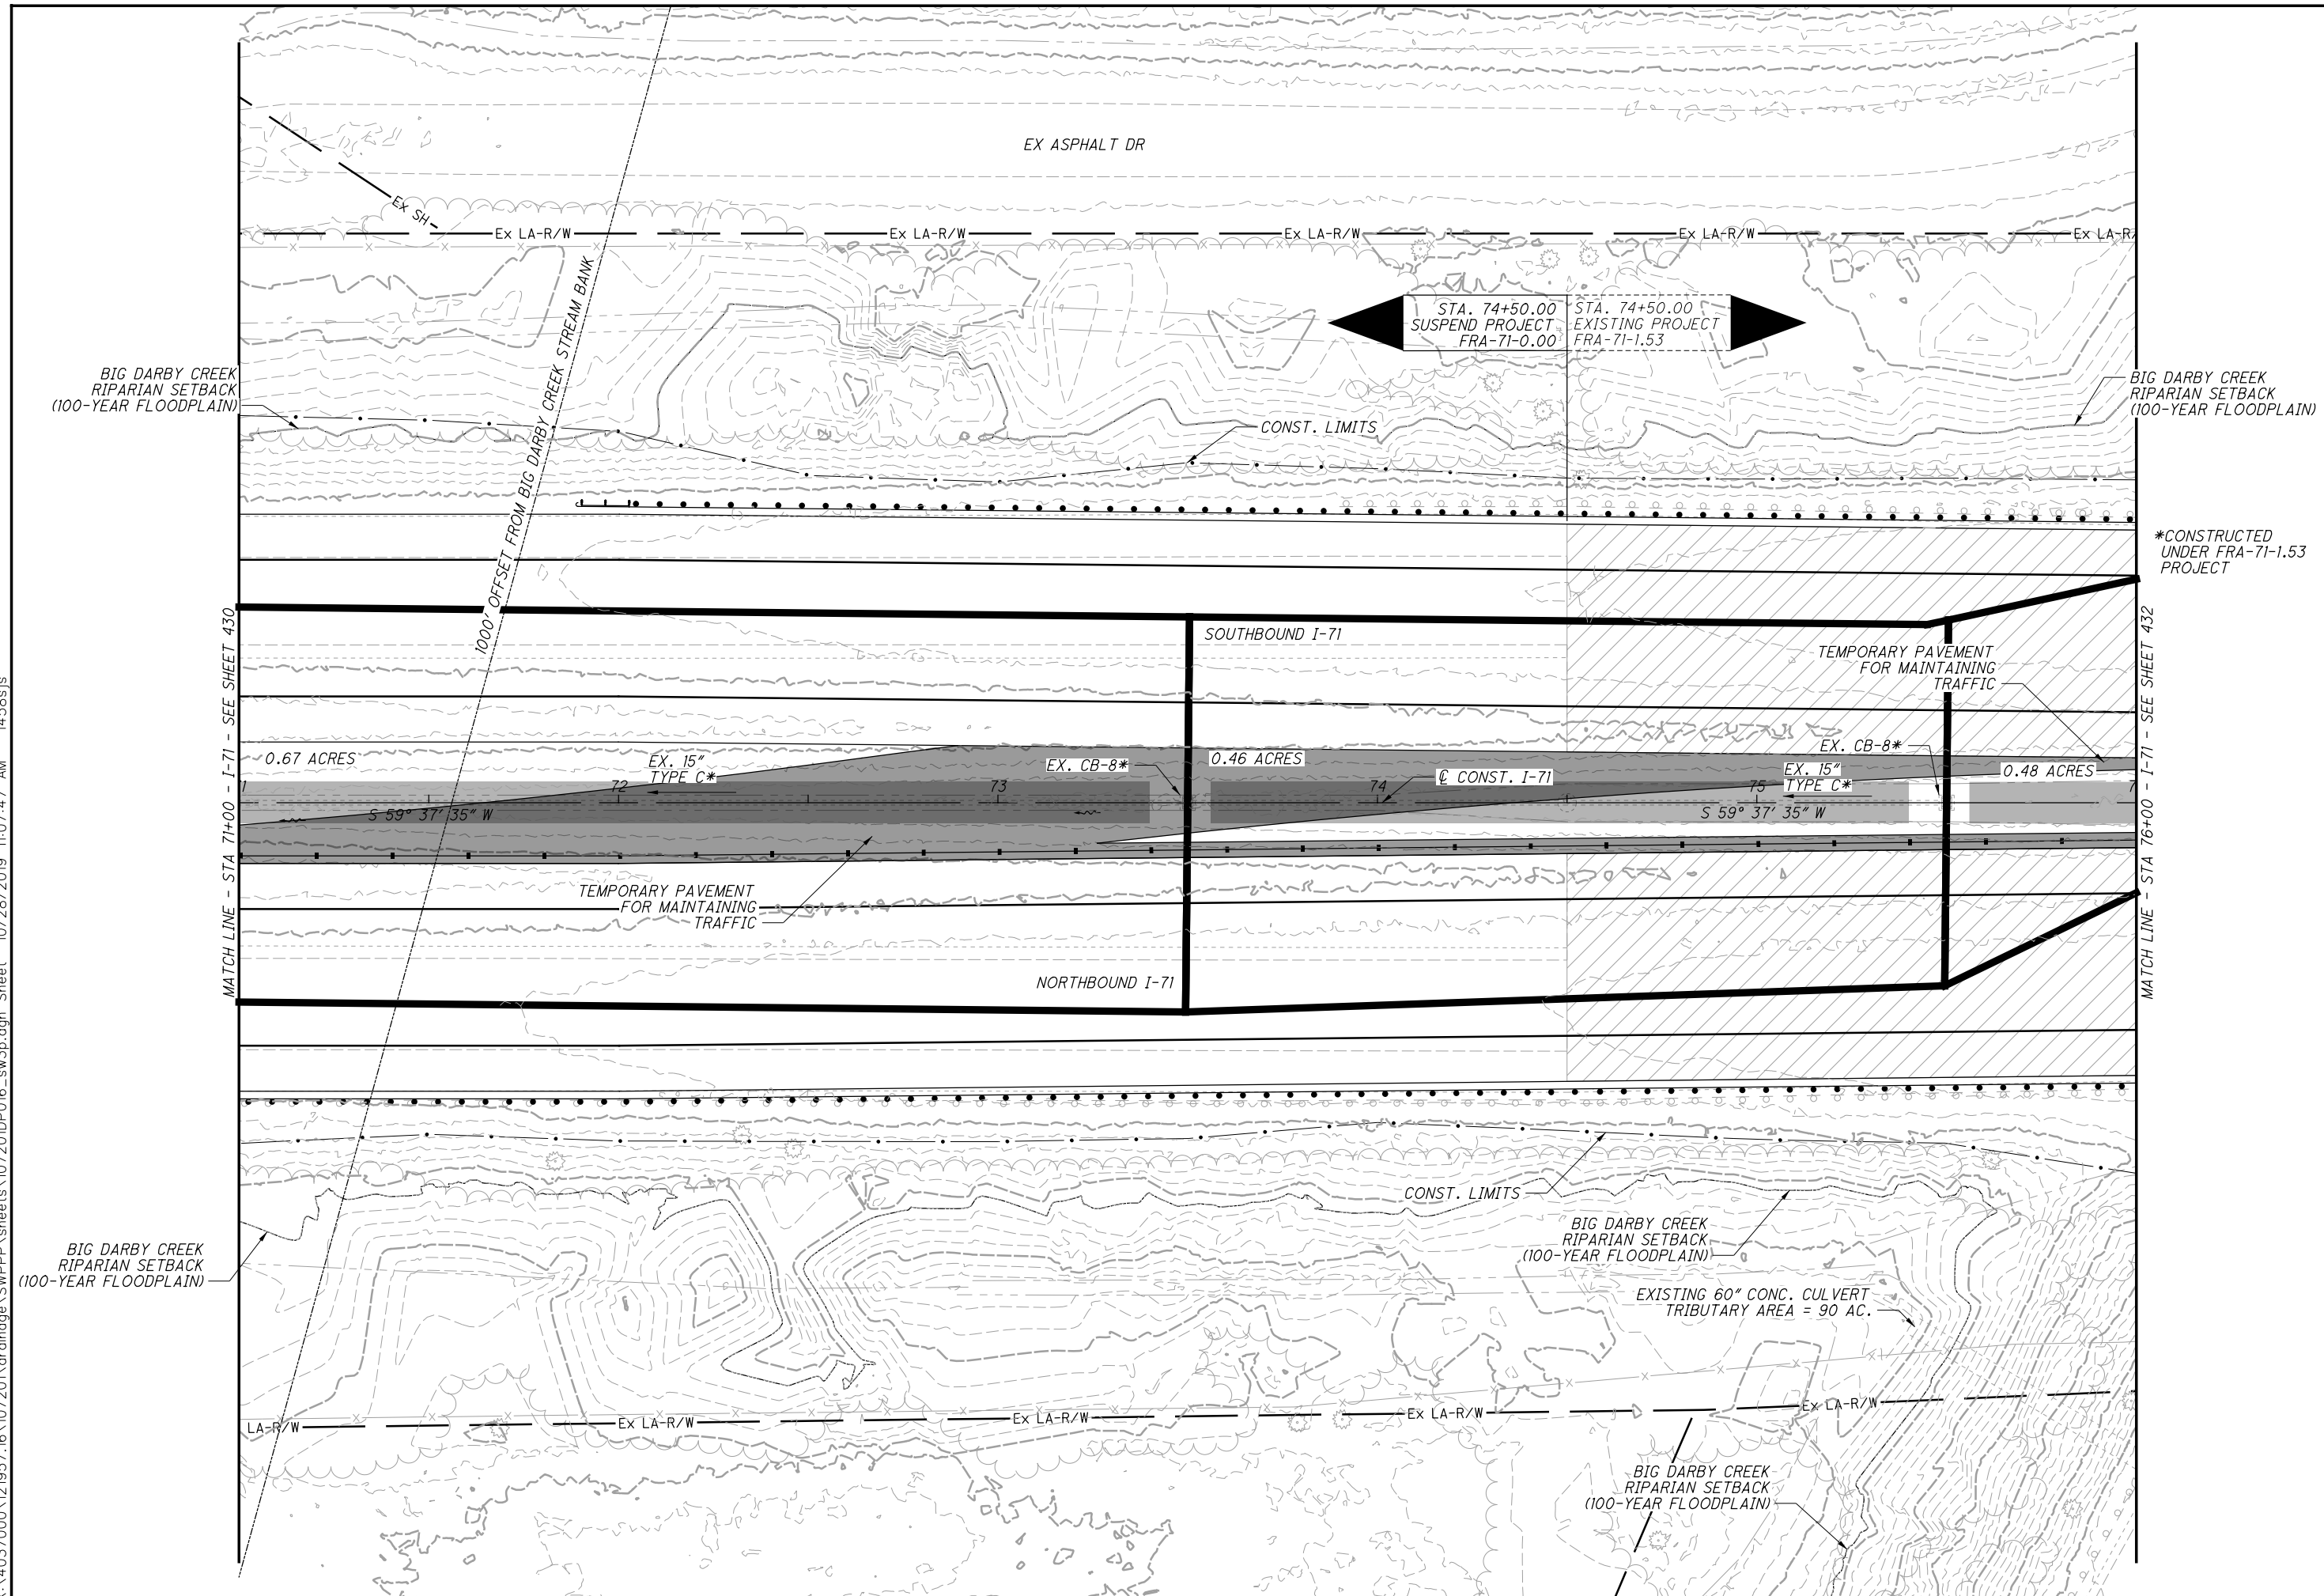 EX ASPHALT DR
EX SH
Ex LA-R/W
Ex LA-R/W
Ex LA-R/W
Ex LA-R/W
Ex LA-R/
1000' OFFSET FROM BIG DARBY CREEK STREAM BANK
STA. 74+50.00
SUSPEND PROJECT
FRA-71-0.00
STA. 74+50.00
EXISTING PROJECT
FRA-71-1.53
BIG DARBY CREEK
RIPARIAN SETBACK
(100-YEAR FLOODPLAIN)
BIG DARBY CREEK
RIPARIAN SETBACK
(100-YEAR FLOODPLAIN)
CONST. LIMITS
*CONSTRUCTED
UNDER FRA-71-1.53
PROJECT
MATCH LINE - STA 71+00 - I-71 - SEE SHEET 430
MATCH LINE - STA 76+00 - I-71 - SEE SHEET 432
SOUTHBOUND I-71
TEMPORARY PAVEMENT
FOR MAINTAINING
TRAFFIC
0.67 ACRES
EX. 15"
TYPE C*
EX. CB-8*
0.46 ACRES
℄ CONST. I-71
EX. CB-8*
EX. 15"
TYPE C*
0.48 ACRES
1
72
73
74
75
7
S 59° 37' 35" W
S 59° 37' 35" W
TEMPORARY PAVEMENT
FOR MAINTAINING
TRAFFIC
NORTHBOUND I-71
CONST. LIMITS
BIG DARBY CREEK
RIPARIAN SETBACK
(100-YEAR FLOODPLAIN)
BIG DARBY CREEK
RIPARIAN SETBACK
(100-YEAR FLOODPLAIN)
EXISTING 60" CONC. CULVERT
TRIBUTARY AREA = 90 AC.
LA-R/W
Ex LA-R/W
Ex LA-R/W
Ex LA-R/W
Ex LA-R/W
BIG DARBY CREEK
RIPARIAN SETBACK
(100-YEAR FLOODPLAIN)
10/28/2019 11:07:47 AM